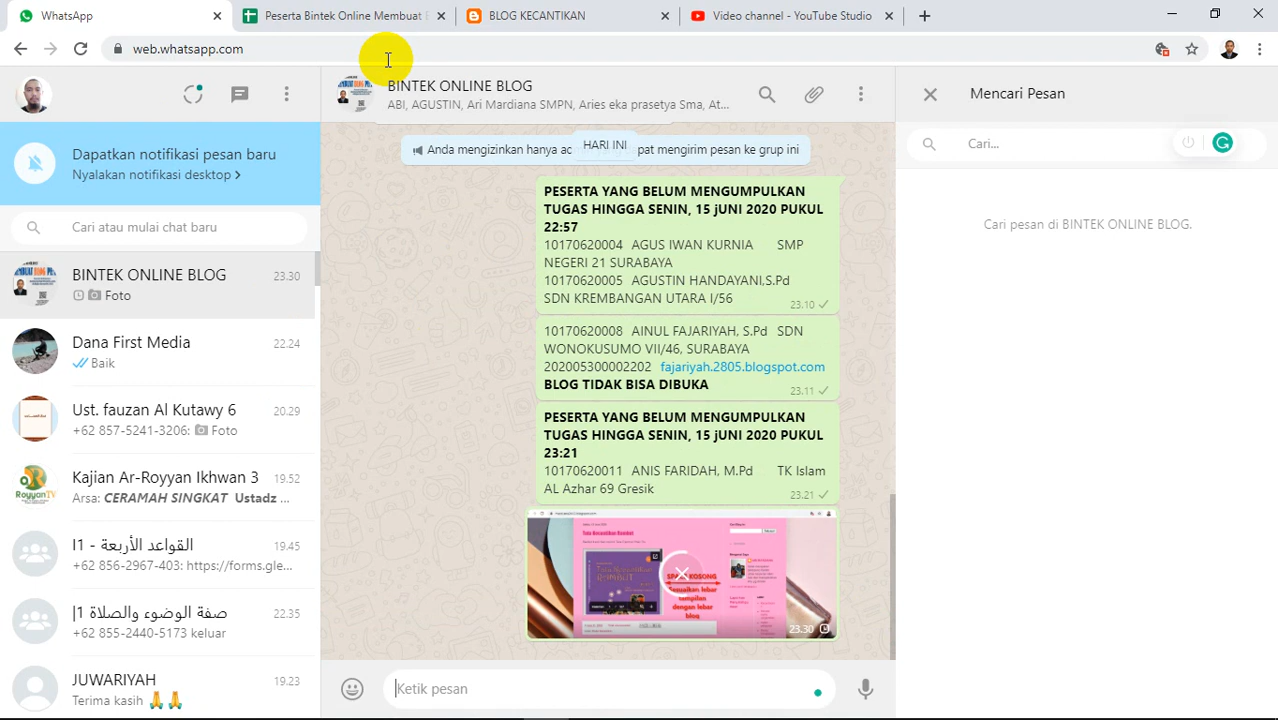 WhatsApp
Peserta Bintek Online Membuat B
BLOG KECANTIKAN
Video channel - YouTube Studio
web.whatsapp.com
BINTEK ONLINE BLOG
ABI, AGUSTIN, Ari Mardiana SMPN, Aries eka prasetya Sma, At...
Mencari Pesan
Dapatkan notifikasi pesan baru
Nyalakan notifikasi desktop >
Cari atau mulai chat baru
BINTEK ONLINE BLOG 23.30
Foto
Dana First Media 22.24
Baik
Ust. fauzan Al Kutawy 6 20.29
+62 857-5241-3206: Foto
Kajian Ar-Royyan Ikhwan 3 19.52
Arsa: CERAMAH SINGKAT Ustadz ...
القواعد الأربعة - I1 19.45
+62 856-2967-403: https://forms.gle...
صفة الوضوء والصلاة |1 22.35
+62 855-2440-5173 keluar
JUWARIYAH 19.23
Terima kasih 🙏🙏
Anda mengizinkan hanya ad
HARI INI
pat mengirim pesan ke grup ini
PESERTA YANG BELUM MENGUMPULKAN
TUGAS HINGGA SENIN, 15 jUNI 2020 PUKUL
22:57
10170620004 AGUS IWAN KURNIA SMP
NEGERI 21 SURABAYA
10170620005 AGUSTIN HANDAYANI,S.Pd
SDN KREMBANGAN UTARA I/56
23.10
10170620008 AINUL FAJARIYAH, S.Pd SDN
WONOKUSUMO VII/46, SURABAYA
202005300002202 fajariyah.2805.blogspot.com
BLOG TIDAK BISA DIBUKA
23.11
PESERTA YANG BELUM MENGUMPULKAN
TUGAS HINGGA SENIN, 15 jUNI 2020 PUKUL
23:21
10170620011 ANIS FARIDAH, M.Pd TK Islam
AL Azhar 69 Gresik
23.21
RAMBUT
KOSONG
dengan lebar
blog
23.30
Ketik pesan
Cari...
Cari pesan di BINTEK ONLINE BLOG.